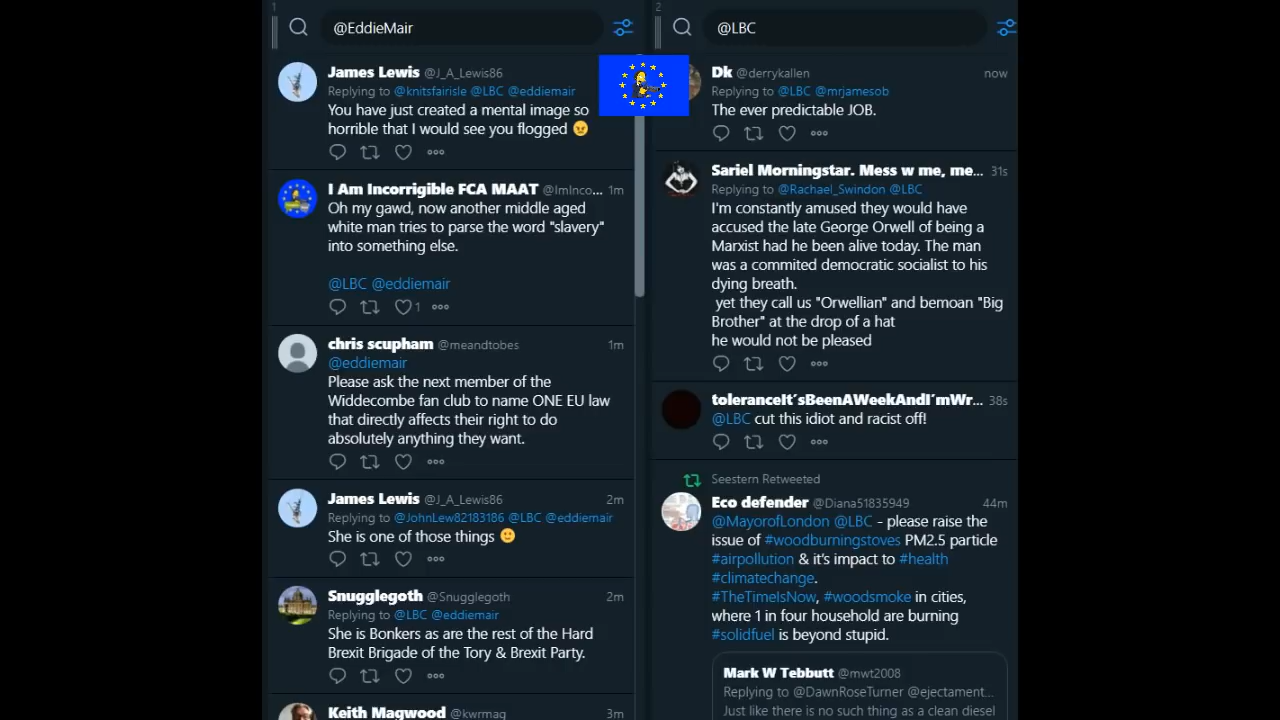 1
@EddieMair
James Lewis @J_A_Lewis86
Replying to @knitsfairisle @LBC @eddiemair
You have just created a mental image so
horrible that I would see you flogged 😠
I Am Incorrigible FCA MAAT @ImInco... 1m
Oh my gawd, now another middle aged
white man tries to parse the word "slavery"
into something else.
@LBC @eddiemair
1
chris scupham @meandtobes 1m
@eddiemair
Please ask the next member of the
Widdecombe fan club to name ONE EU law
that directly affects their right to do
absolutely anything they want.
James Lewis @J_A_Lewis86 2m
Replying to @JohnLew82183186 @LBC @eddiemair
She is one of those things 🙂
Snugglegoth @Snugglegoth 2m
Replying to @LBC @eddiemair
She is Bonkers as are the rest of the Hard
Brexit Brigade of the Tory & Brexit Party.
Keith Magwood @kwrmag 3m
2
@LBC
Dk @derrykallen now
Replying to @LBC @mrjamesob
The ever predictable JOB.
Sariel Morningstar. Mess w me, me... 31s
Replying to @Rachael_Swindon @LBC
I'm constantly amused they would have
accused the late George Orwell of being a
Marxist had he been alive today. The man
was a commited democratic socialist to his
dying breath.
yet they call us "Orwellian" and bemoan "Big
Brother" at the drop of a hat
he would not be pleased
toleranceIt'sBeenAWeekAndI'mWr... 38s
@LBC cut this idiot and racist off!
Seestern Retweeted
Eco defender @Diana51835949 44m
@MayorofLondon @LBC - please raise the
issue of #woodburningstoves PM2.5 particle
#airpollution & it's impact to #health
#climatechange.
#TheTimeIsNow, #woodsmoke in cities,
where 1 in four household are burning
#solidfuel is beyond stupid.
Mark W Tebbutt @mwt2008
Replying to @DawnRoseTurner @ejectament...
Just like there is no such thing as a clean diesel